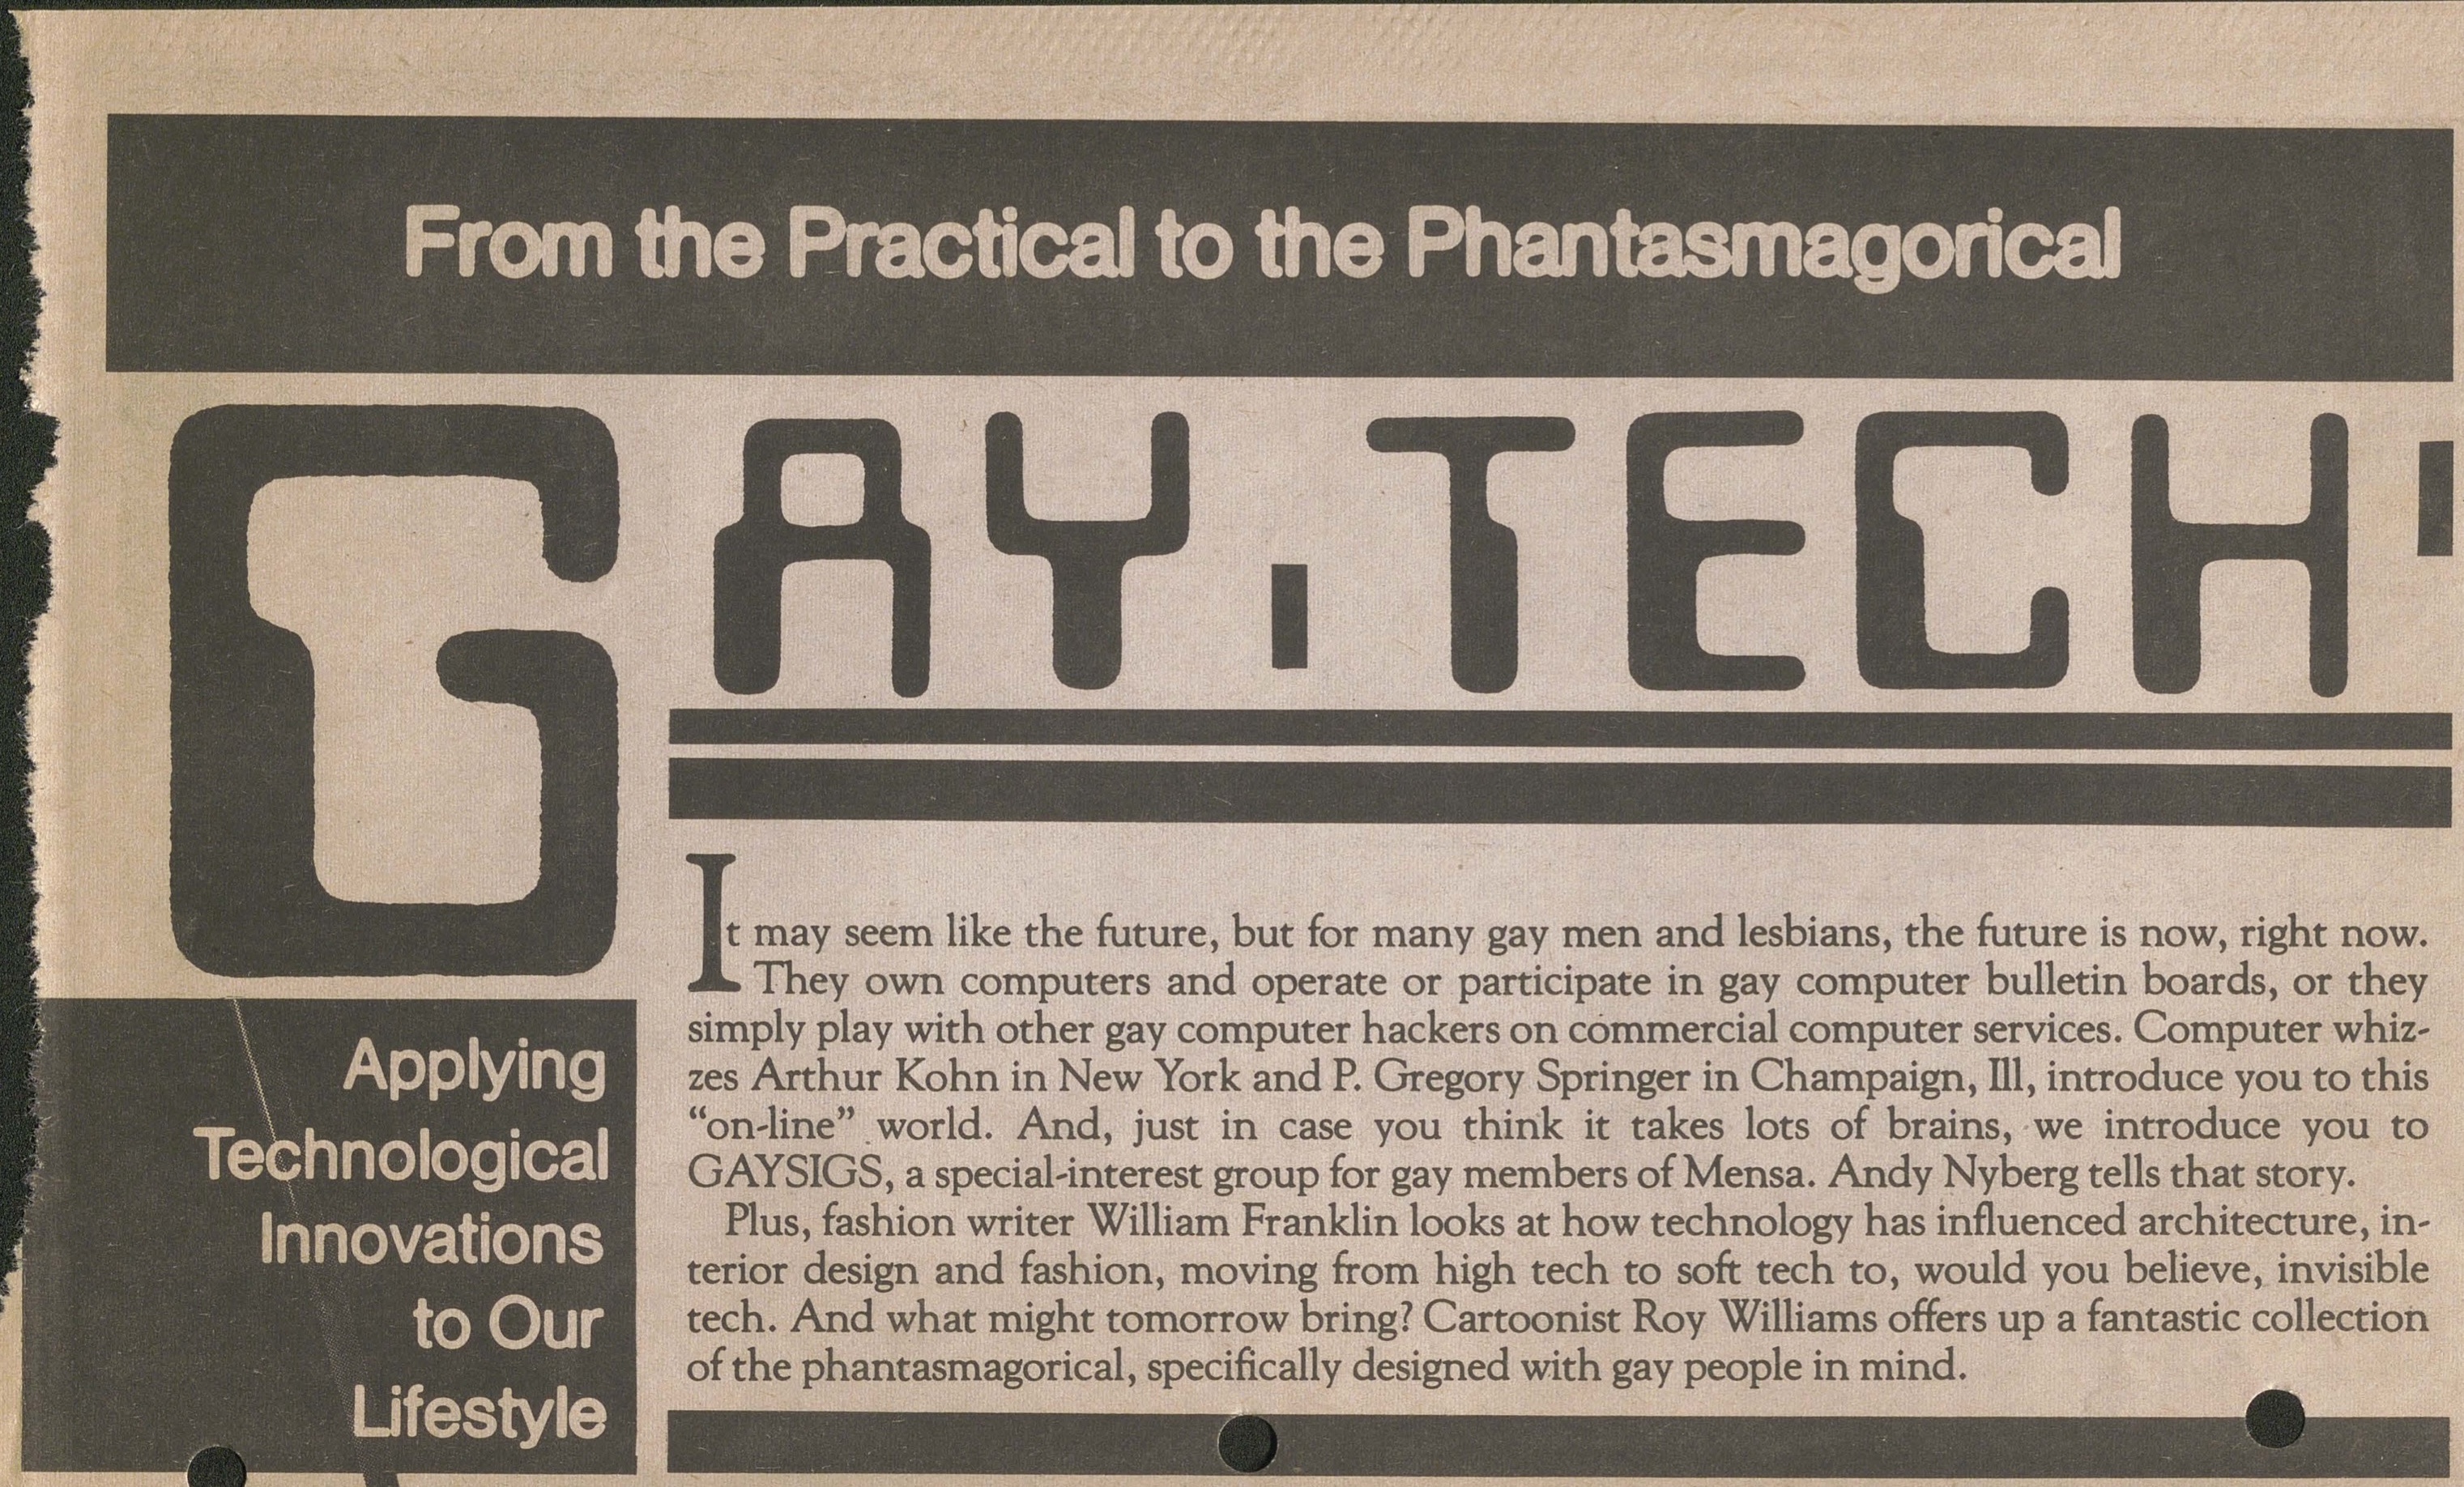 From the Practical to the Phantasmagorical
GAY TECH
Applying
Technological
Innovations
to Our
Lifestyle
It may seem like the future, but for many gay men and lesbians, the future is now, right now.
They own computers and operate or participate in gay computer bulletin boards, or they
simply play with other gay computer hackers on commercial computer services. Computer whiz-
zes Arthur Kohn in New York and P. Gregory Springer in Champaign, Ill, introduce you to this
“on-line” world. And, just in case you think it takes lots of brains, we introduce you to
GAYSIGS, a special-interest group for gay members of Mensa. Andy Nyberg tells that story.
Plus, fashion writer William Franklin looks at how technology has influenced architecture, in-
terior design and fashion, moving from high tech to soft tech to, would you believe, invisible
tech. And what might tomorrow bring? Cartoonist Roy Williams offers up a fantastic collection
of the phantasmagorical, specifically designed with gay people in mind.